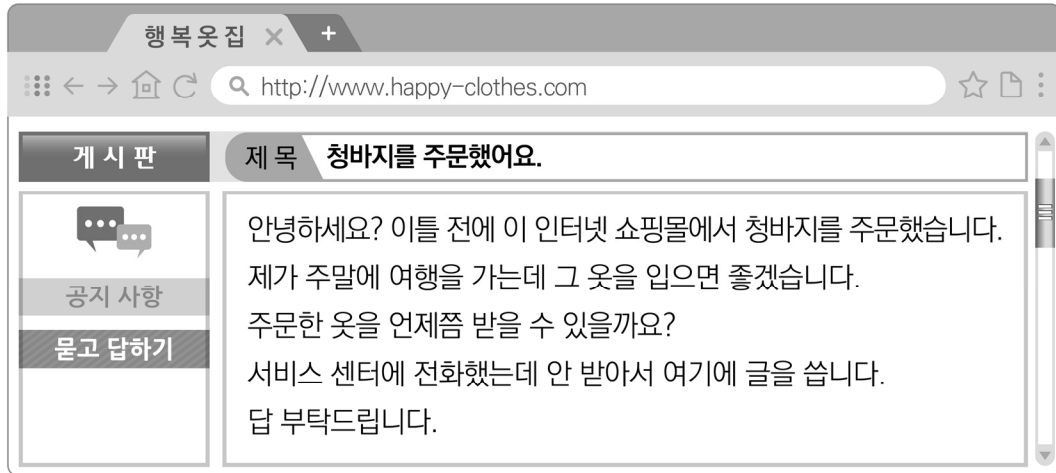 행복옷집
http://www.happy-clothes.com
게시판
제목 청바지를 주문했어요.
공지 사항
묻고 답하기
안녕하세요? 이틀 전에 이 인터넷 쇼핑몰에서 청바지를 주문했습니다.
제가 주말에 여행을 가는데 그 옷을 입으면 좋겠습니다.
주문한 옷을 언제쯤 받을 수 있을까요?
서비스 센터에 전화했는데 안 받아서 여기에 글을 씁니다.
답 부탁드립니다.